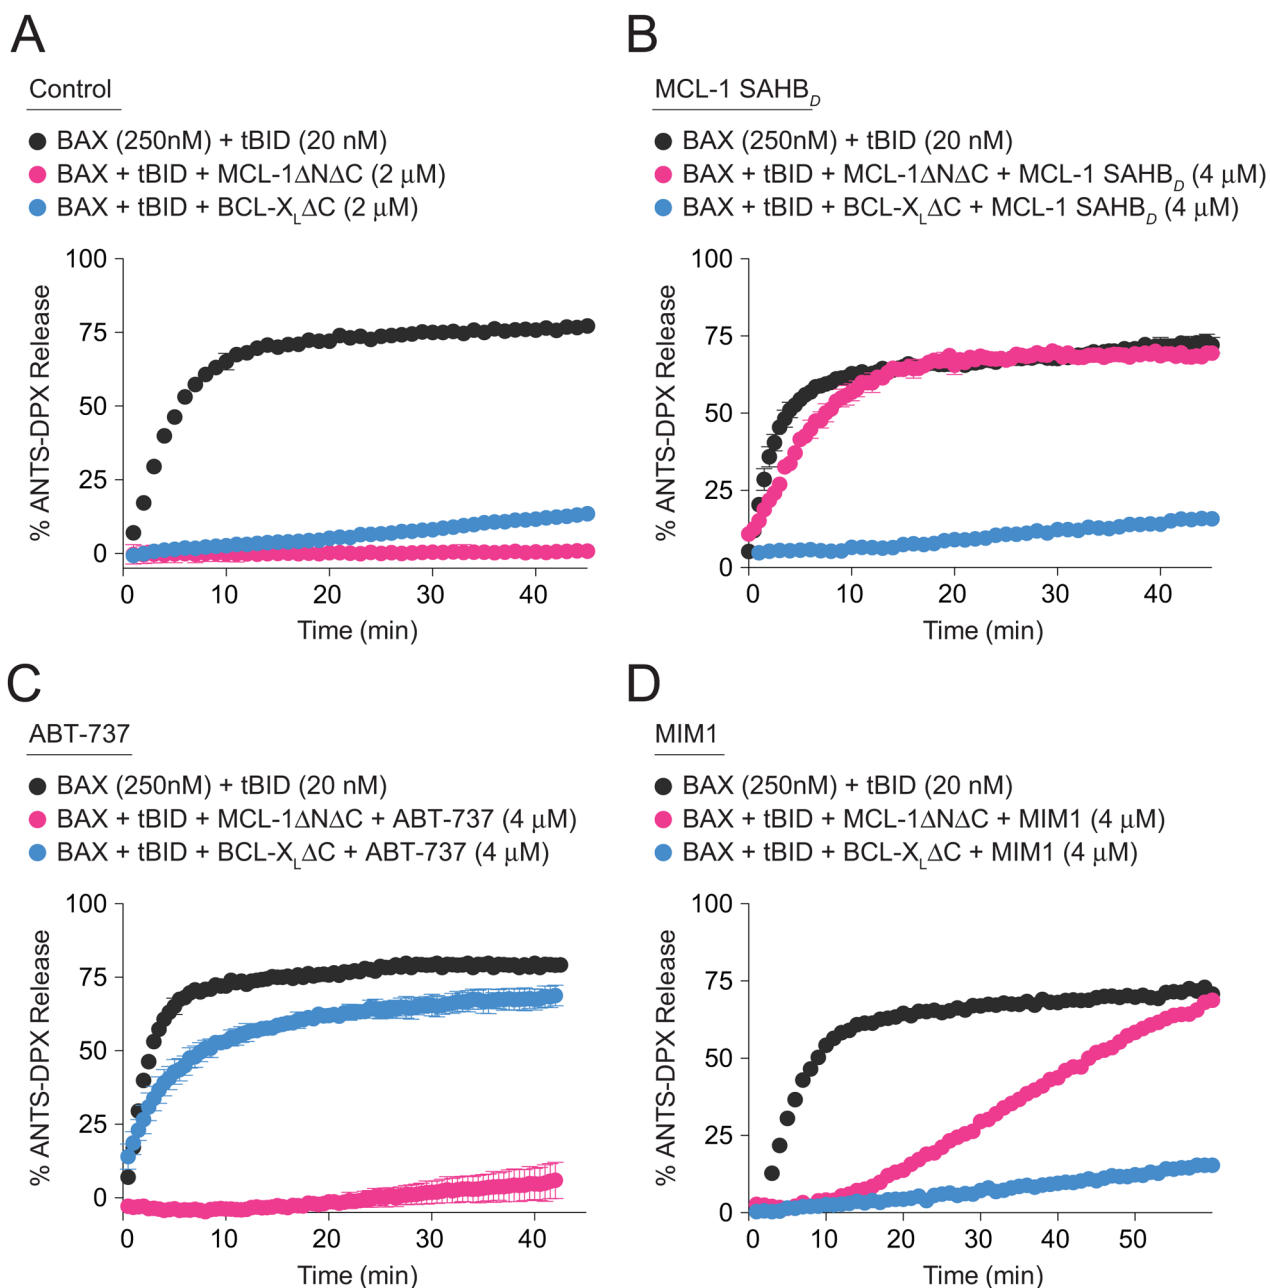 A
Control
BAX (250nM) + tBID (20 nM)
BAX + tBID + MCL-1ΔNΔC (2 μM)
BAX + tBID + BCL-XLΔC (2 μM)
100
75
50
25
0
% ANTS-DPX Release
0 10 20 30 40
Time (min)
B
MCL-1 SAHBD
BAX (250nM) + tBID (20 nM)
BAX + tBID + MCL-1ΔNΔC + MCL-1 SAHBD (4 μM)
BAX + tBID + BCL-XLΔC + MCL-1 SAHBD (4 μM)
100
75
50
25
0
% ANTS-DPX Release
0 10 20 30 40
Time (min)
C
ABT-737
BAX (250nM) + tBID (20 nM)
BAX + tBID + MCL-1ΔNΔC + ABT-737 (4 μM)
BAX + tBID + BCL-XLΔC + ABT-737 (4 μM)
100
75
50
25
0
% ANTS-DPX Release
0 10 20 30 40
Time (min)
D
MIM1
BAX (250nM) + tBID (20 nM)
BAX + tBID + MCL-1ΔNΔC + MIM1 (4 μM)
BAX + tBID + BCL-XLΔC + MIM1 (4 μM)
100
75
50
25
0
% ANTS-DPX Release
0 10 20 30 40 50
Time (min)